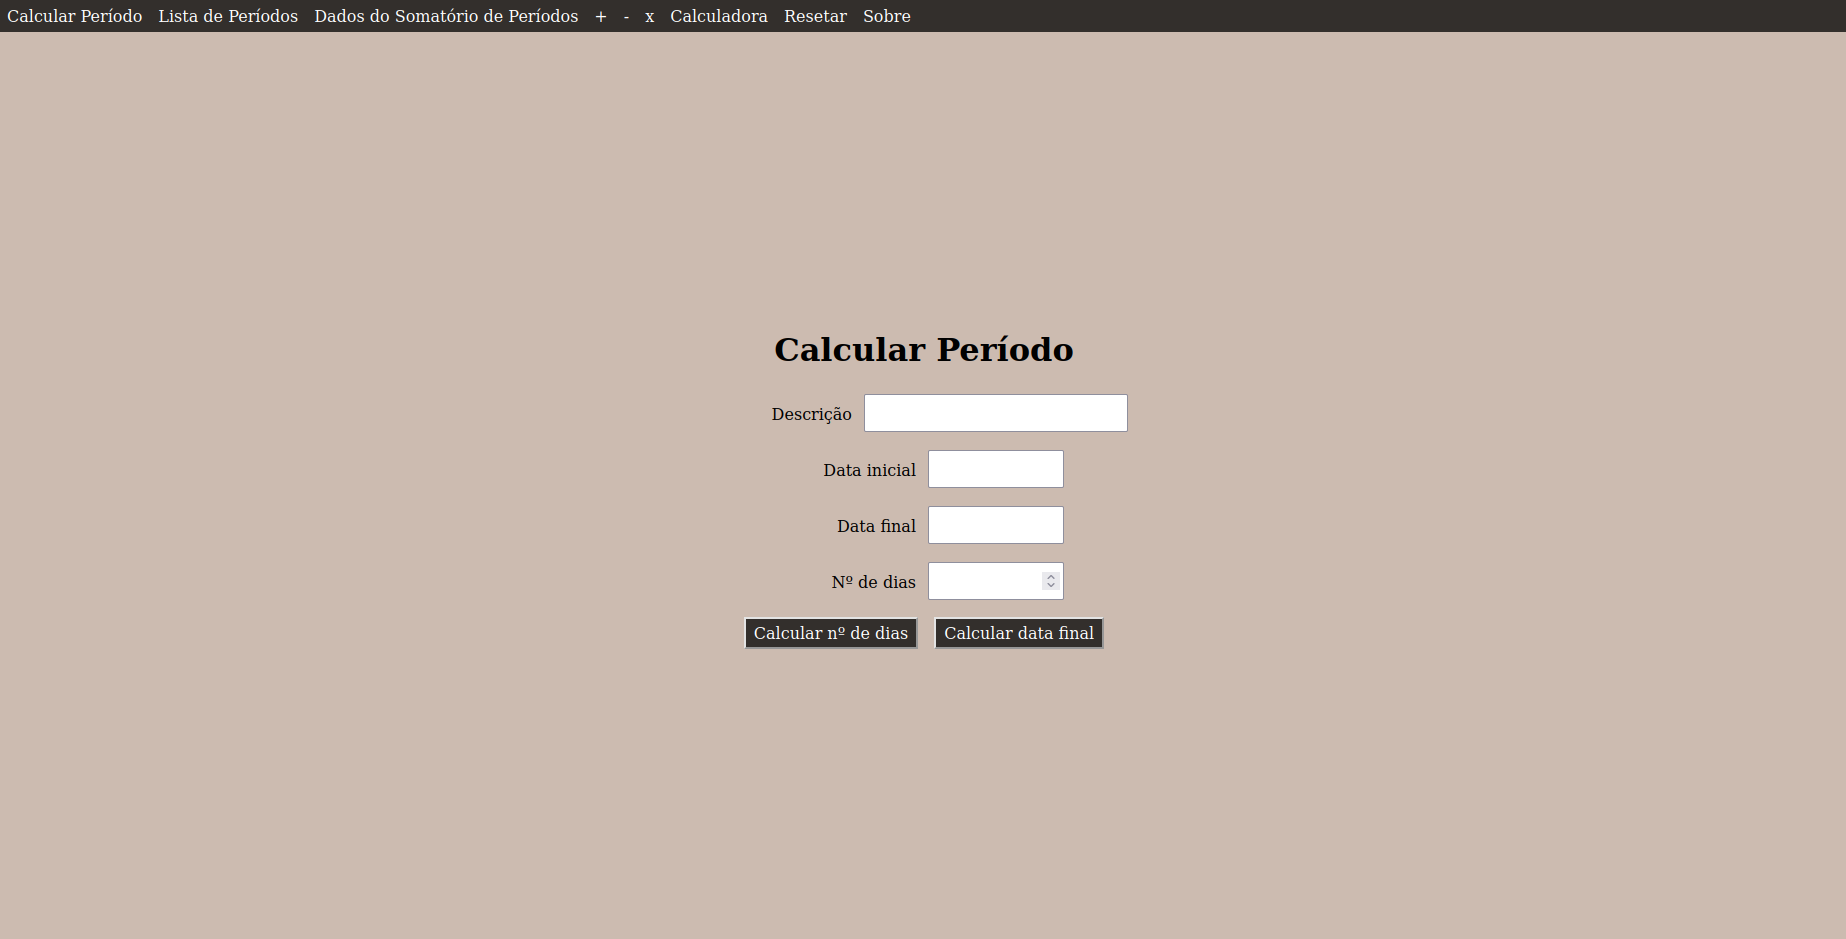 Calcular Período Lista de Períodos Dados do Somatório de Períodos + - x Calculadora Resetar Sobre
Calcular Período
Descrição
Data inicial
Data final
Nº de dias
Calcular nº de dias Calcular data final